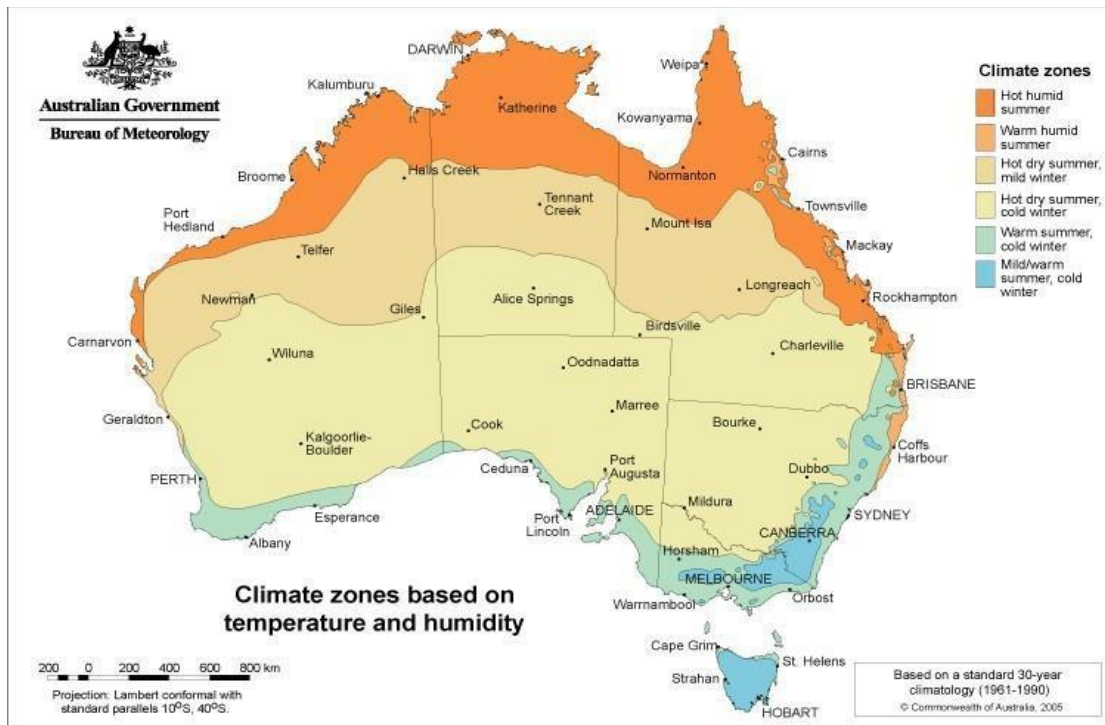 Australian Government
Bureau of Meteorology
DARWIN
Kalumburu
Katherine
Weipa
Kowanyama
Cairns
Normanton
Halls Creek
Broome
Tennant
Creek
Townsville
Mount Isa
Port
Hedland
Mackay
Telfer
Longreach
Newman
Alice Springs
Rockhampton
Giles
Birdsville
Carnarvon
Charleville
Wiluna
Oodnadatta
BRISBANE
Marree
Geraldton
Bourke
Cook
Coffs
Harbour
Kalgoorlie-
Boulder
Port
Augusta
Dubbo
Ceduna
PERTH
Mildura
Esperance
Port
Lincoln
ADELAIDE
SYDNEY
CANBERRA
Albany
Horsham
MELBOURNE
Warrnambool
Orbost
Cape Grim
St. Helens
Strahan
HOBART
Climate zones
Hot humid
summer
Warm humid
summer
Hot dry summer,
mild winter
Hot dry summer,
cold winter
Warm summer,
cold winter
Mild/warm
summer, cold
winter
Climate zones based on
temperature and humidity
200 0 200 400 600 800 km
Projection: Lambert conformal with
standard parallels 10ºS, 40ºS.
Based on a standard 30-year
climatology (1961-1990)
© Commonwealth of Australia, 2005